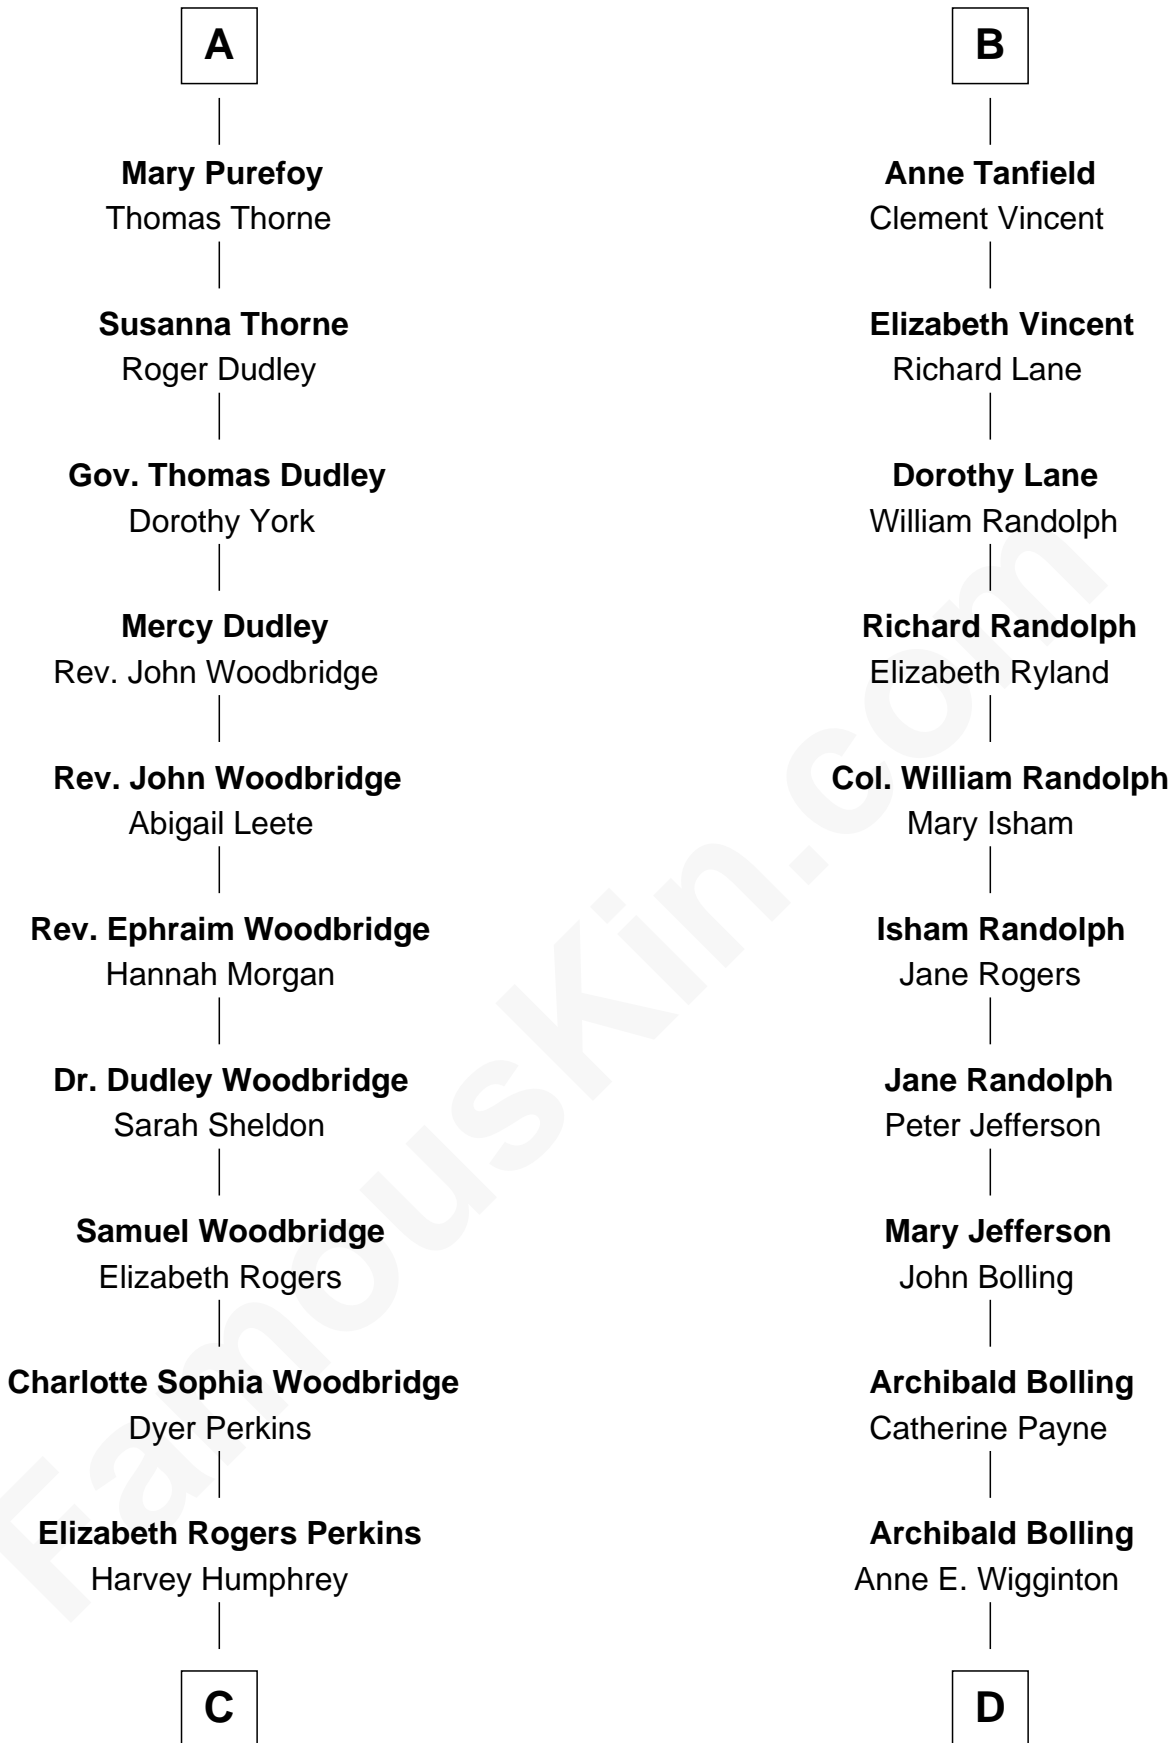 A
Mary Purefoy
Thomas Thorne
Susanna Thorne
Roger Dudley
Gov. Thomas Dudley
Dorothy York
Mercy Dudley
Rev. John Woodbridge
Rev. John Woodbridge
Abigail Leete
Rev. Ephraim Woodbridge
Hannah Morgan
Dr. Dudley Woodbridge
Sarah Sheldon
Samuel Woodbridge
Elizabeth Rogers
Charlotte Sophia Woodbridge
Dyer Perkins
Elizabeth Rogers Perkins
Harvey Humphrey
C
B
Anne Tanfield
Clement Vincent
Elizabeth Vincent
Richard Lane
Dorothy Lane
William Randolph
Richard Randolph
Elizabeth Ryland
Col. William Randolph
Mary Isham
Isham Randolph
Jane Rogers
Jane Randolph
Peter Jefferson
Mary Jefferson
John Bolling
Archibald Bolling
Catherine Payne
Archibald Bolling
Anne E. Wigginton
D
FamousKin.com